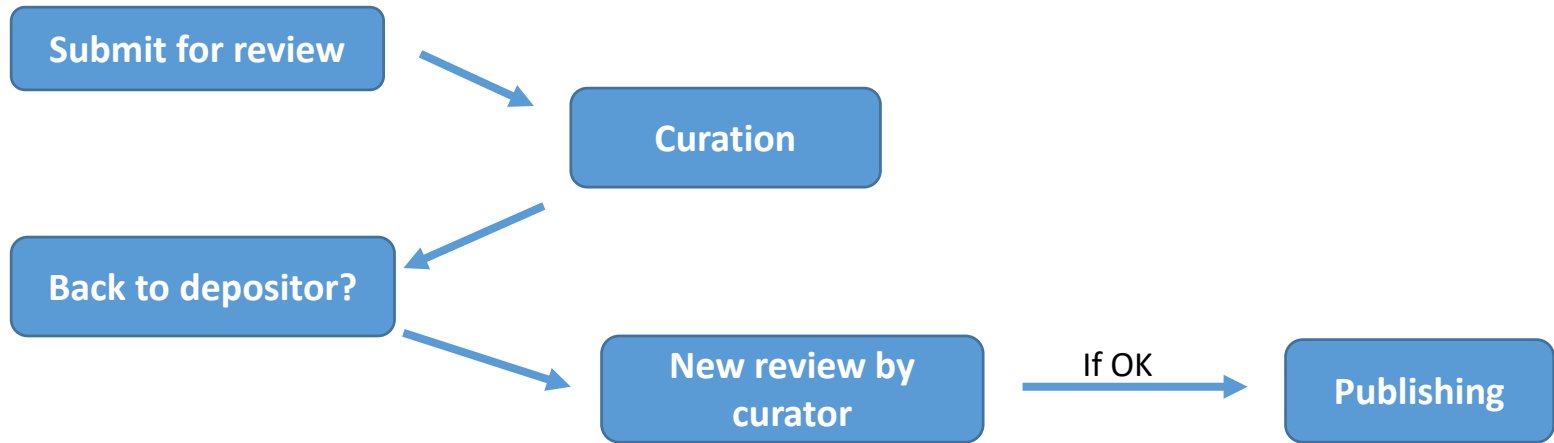 Submit for review
Curation
Back to depositor?
New review by
curator
If OK
Publishing